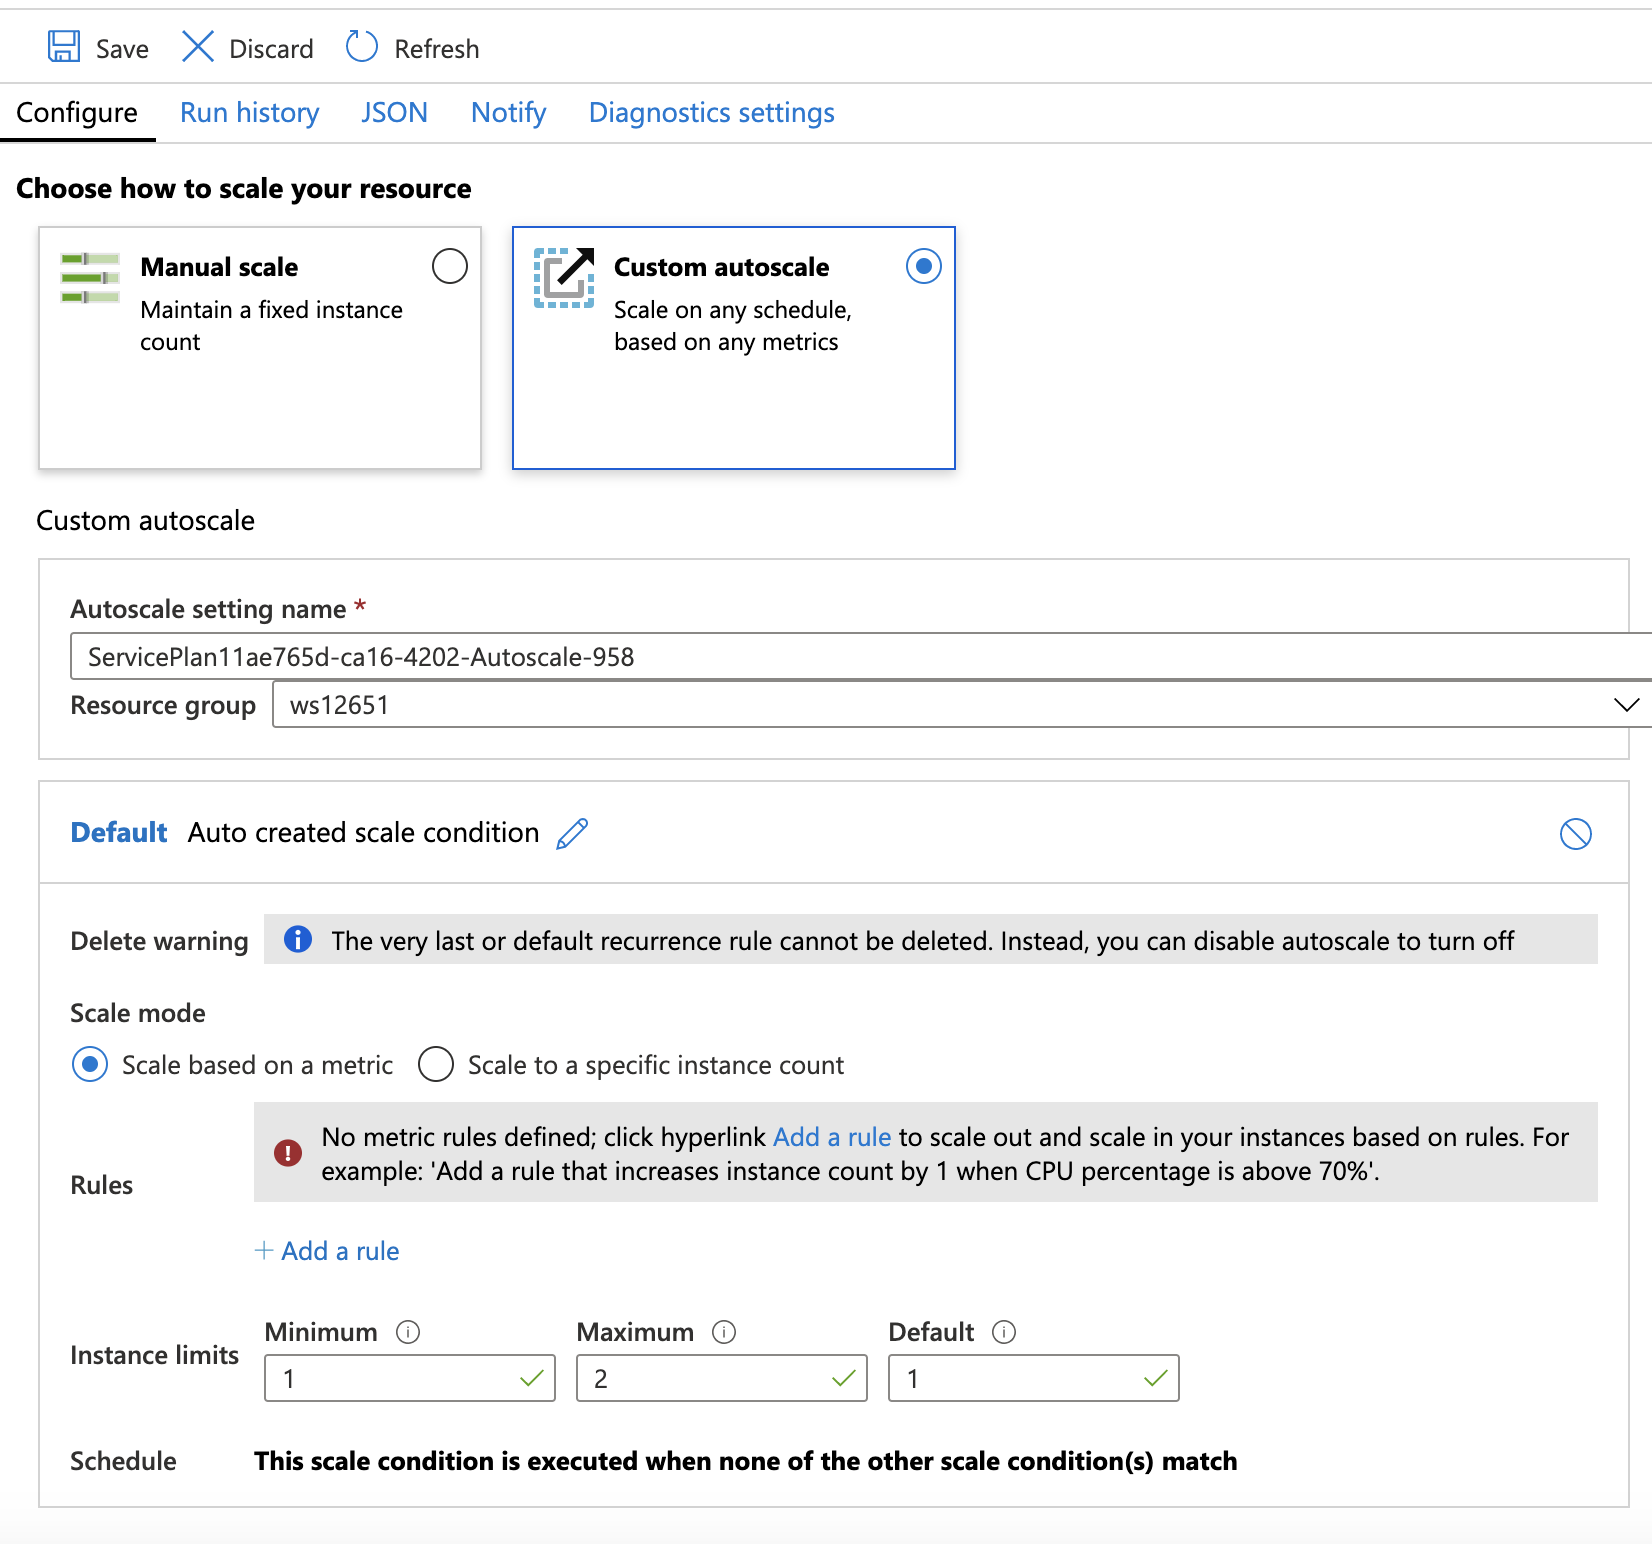 Save Discard Refresh
Configure Run history JSON Notify Diagnostics settings
Choose how to scale your resource
Manual scale
Maintain a fixed instance
count
Custom autoscale
Scale on any schedule,
based on any metrics
Custom autoscale
Autoscale setting name *
ServicePlan11ae765d-ca16-4202-Autoscale-958
Resource group ws12651
Default Auto created scale condition
Delete warning The very last or default recurrence rule cannot be deleted. Instead, you can disable autoscale to turn off
Scale mode
Scale based on a metric Scale to a specific instance count
Rules
No metric rules defined; click hyperlink Add a rule to scale out and scale in your instances based on rules. For
example: 'Add a rule that increases instance count by 1 when CPU percentage is above 70%'.
+ Add a rule
Instance limits
Minimum Maximum Default
1 2 1
Schedule This scale condition is executed when none of the other scale condition(s) match